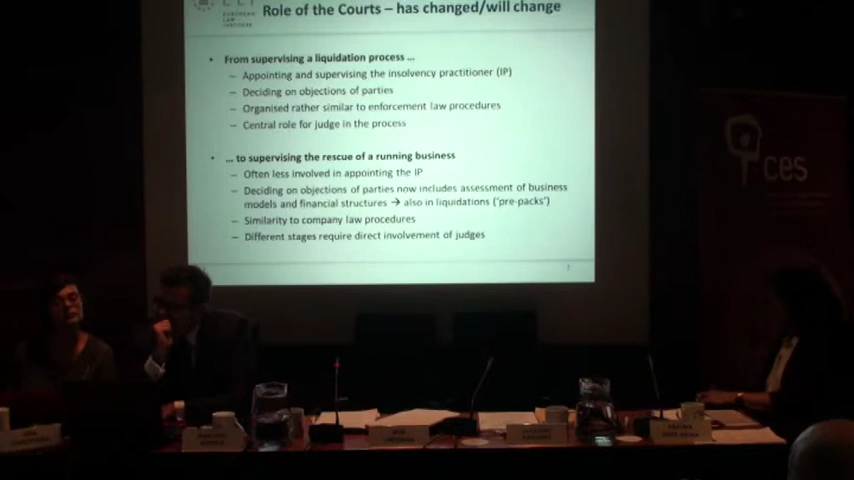 EUROPEAN
LAW
INSTITUTE
Role of the Courts – has changed/will change
• From supervising a liquidation process ...
– Appointing and supervising the insolvency practitioner (IP)
– Deciding on objections of parties
– Organised rather similar to enforcement law procedures
– Central role for judge in the process
• ... to supervising the rescue of a running business
– Often less involved in appointing the IP
– Deciding on objections of parties now includes assessment of business
models and financial structures → also in liquidations ('pre-packs')
– Similarity to company law procedures
– Different stages require direct involvement of judges
7
ces